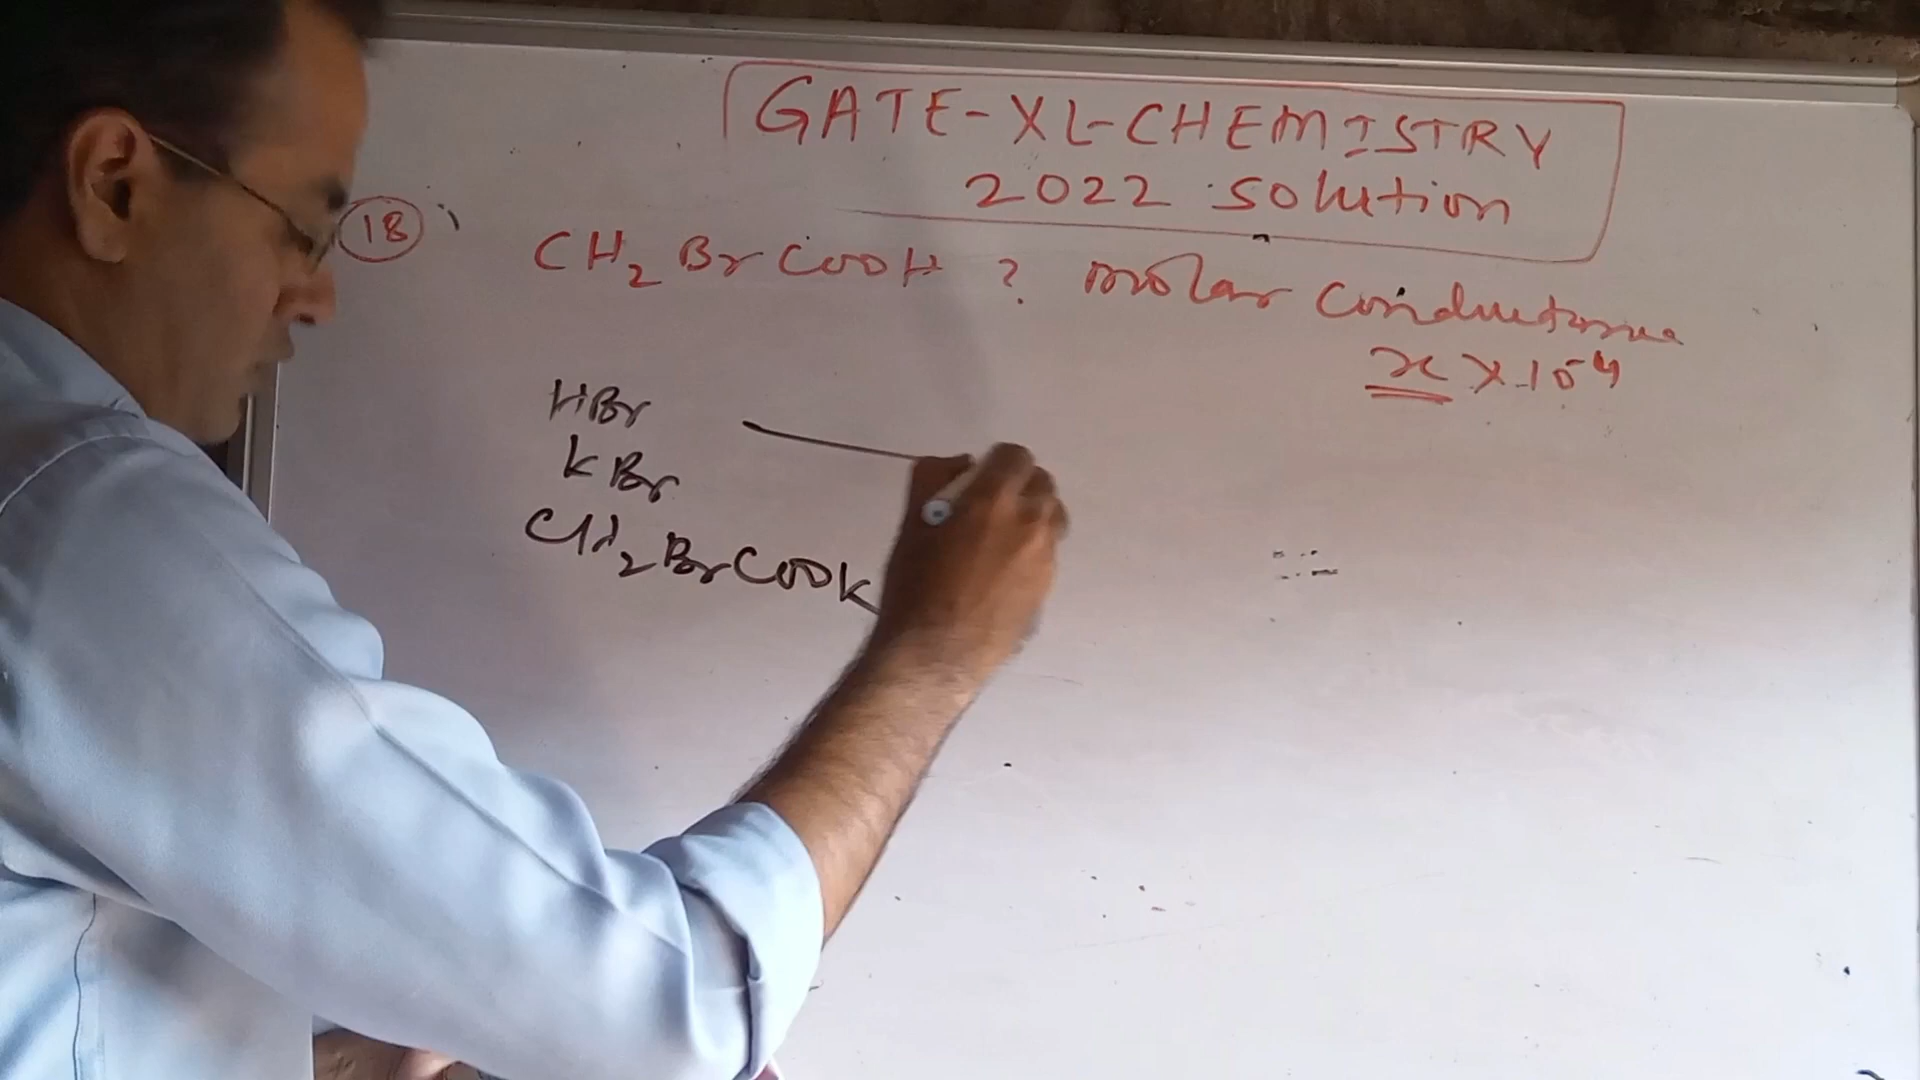 GATE-XL-CHEMISTRY
2022 Solution
18 CH2BrCOOH ? molar conductance
x × 10-4
HBr
KBr
CH2BrCOOK